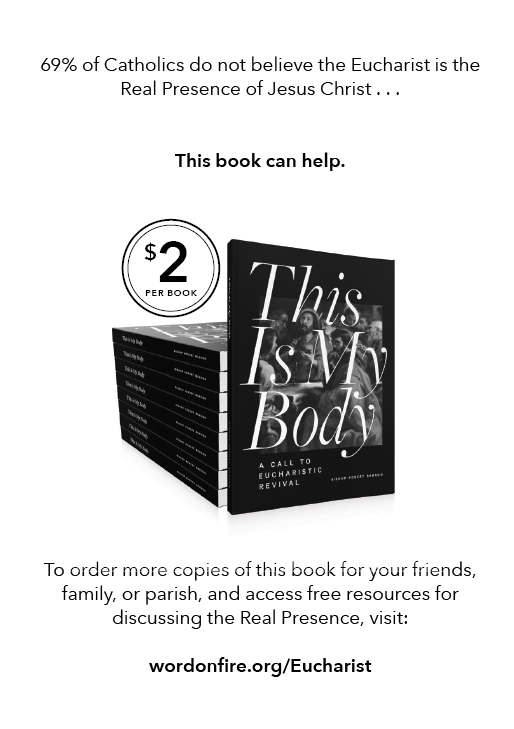 69% of Catholics do not believe the Eucharist is the
Real Presence of Jesus Christ . . .
This book can help.
$2
PER BOOK
This
Is My
Body
A CALL TO
EUCHARISTIC
REVIVAL
BISHOP ROBERT BARRON
To order more copies of this book for your friends,
family, or parish, and access free resources for
discussing the Real Presence, visit:
wordonfire.org/Eucharist